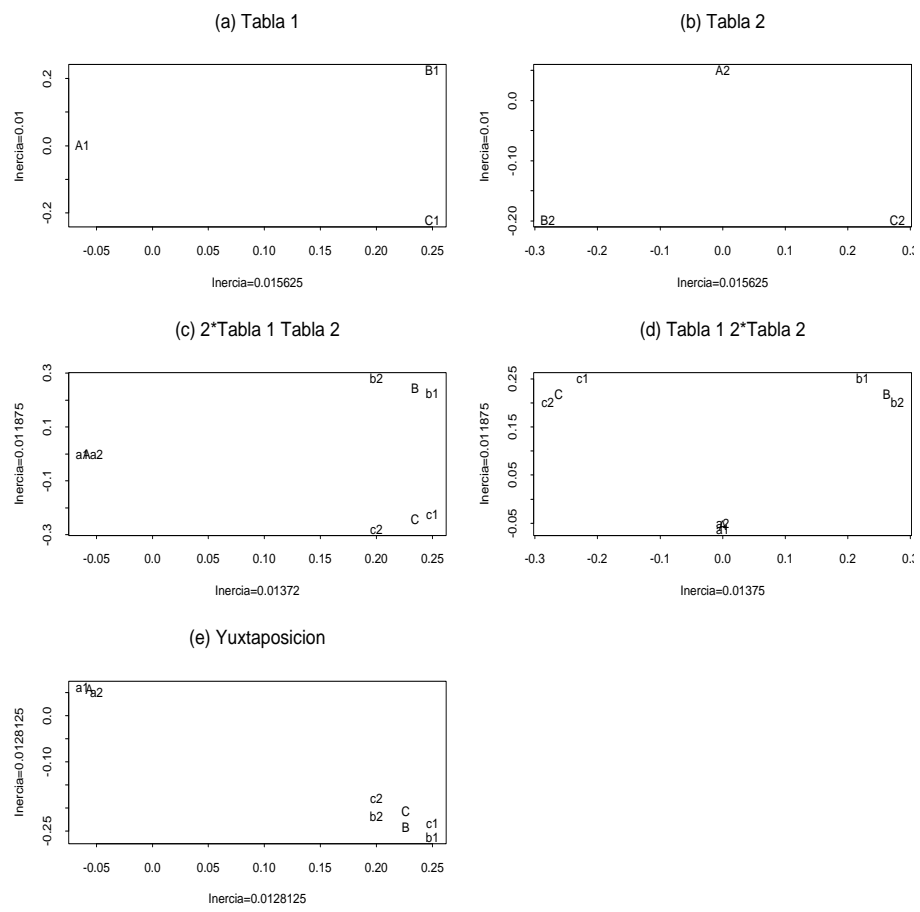 (a) Tabla 1
Inercia=0.01
0.2
0.0
-0.2
B1
A1
C1
-0.05 0.0 0.05 0.10 0.15 0.20 0.25
Inercia=0.015625
(b) Tabla 2
Inercia=0.01
0.0
-0.10
-0.20
A2
B2 C2
-0.3 -0.2 -0.1 0.0 0.1 0.2 0.3
Inercia=0.015625
(c) 2*Tabla 1 Tabla 2
Inercia=0.011875
0.3
0.1
-0.1
-0.3
b2
B
b1
a1 A a2
c1
C
c2
-0.05 0.0 0.05 0.10 0.15 0.20 0.25
Inercia=0.01372
(d) Tabla 1 2*Tabla 2
Inercia=0.011875
0.25
0.15
0.05
-0.05
c1 b1
C B
c2 b2
a2
a1
-0.3 -0.2 -0.1 0.0 0.1 0.2 0.3
Inercia=0.01375
(e) Yuxtaposicion
Inercia=0.0128125
0.0
-0.10
-0.25
a1 A a2
c2
C
b2
c1
B
b1
-0.05 0.0 0.05 0.10 0.15 0.20 0.25
Inercia=0.0128125